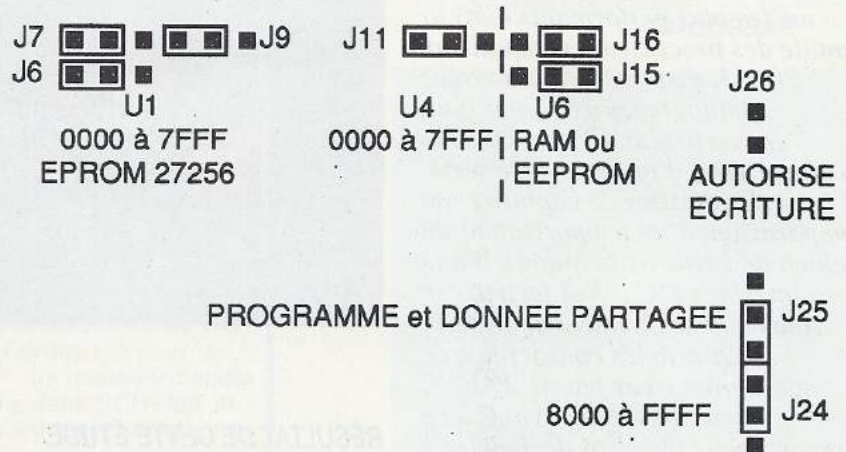 J7 J9 J11 J16
J6 J15 J26
U1 U4 U6
0000 à 7FFF 0000 à 7FFF RAM ou
EPROM 27256 EEPROM AUTORISE
ECRITURE
PROGRAMME et DONNEE PARTAGEE J25
8000 à FFFF J24